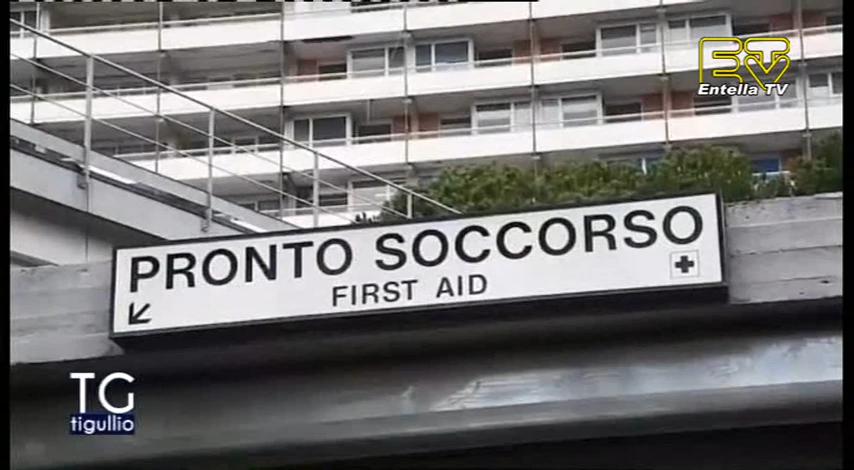 ETV
Entella TV
PRONTO SOCCORSO
FIRST AID
TG
tigullio